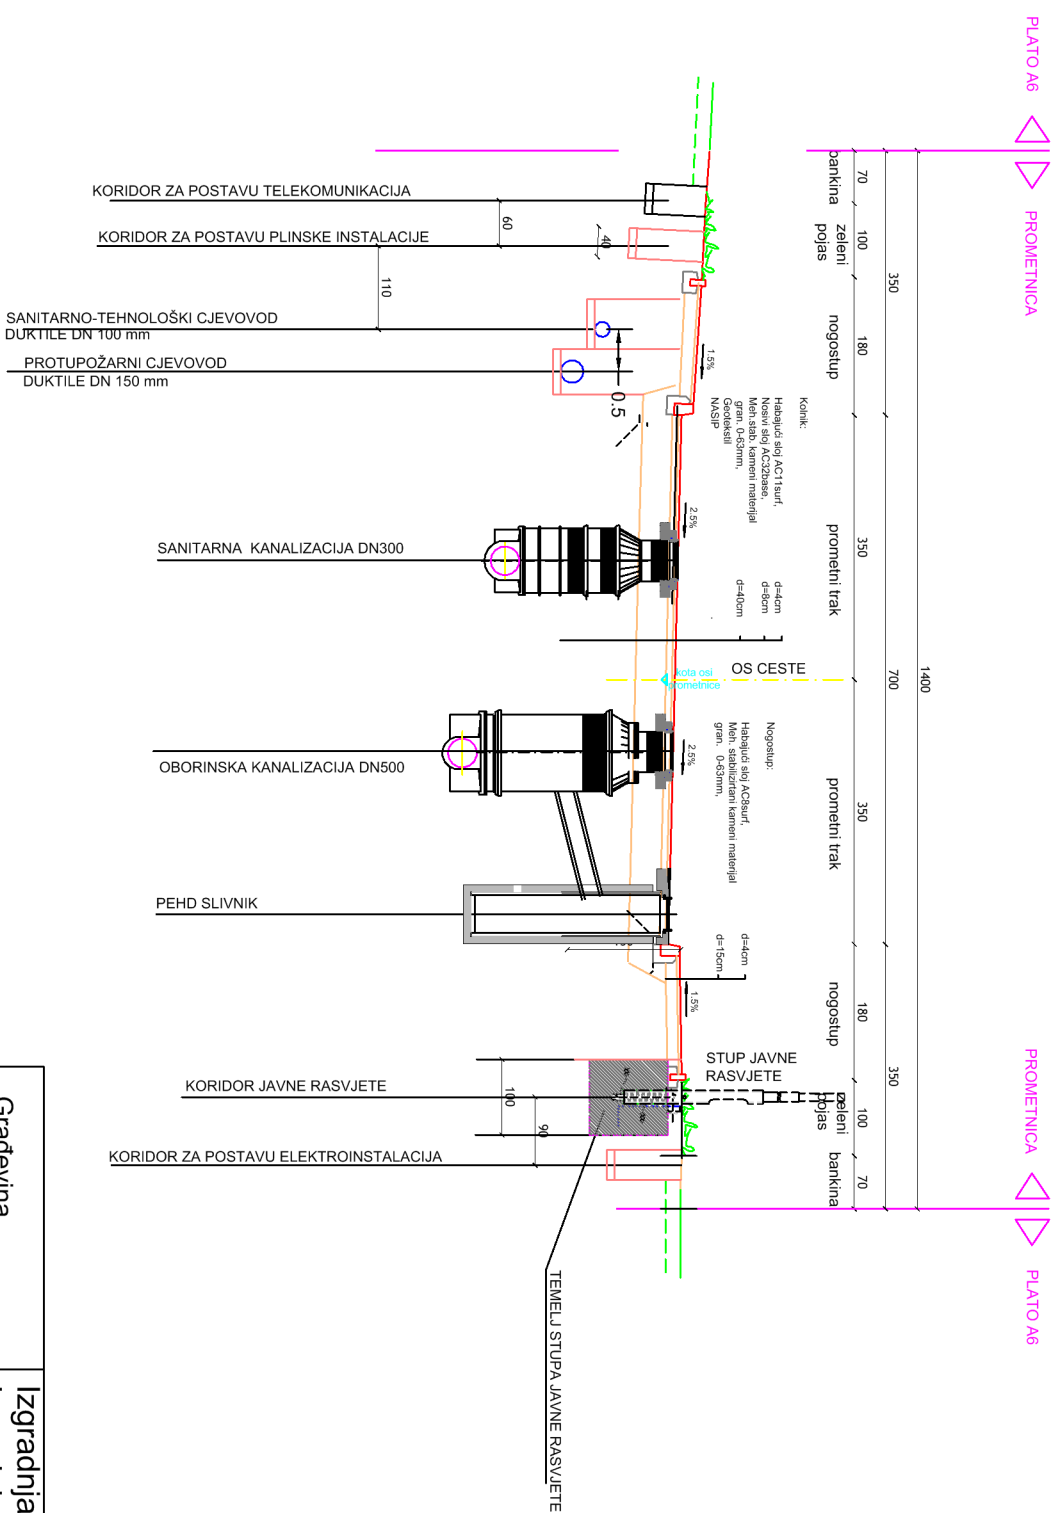 PLATO A6
PROMETNICA
PROMETNICA
PLATO A6
1400
350
700
350
70
100
180
350
350
180
100
70
bankina
zeleni
pojas
nogostup
prometni trak
prometni trak
nogostup
zeleni
pojas
bankina
KORIDOR ZA POSTAVU TELEKOMUNIKACIJA
60
KORIDOR ZA POSTAVU PLINSKE INSTALACIJE
40
110
SANITARNO-TEHNOLOŠKI CJEVOVOD
DUKTILE DN 100 mm
PROTUPOŽARNI CJEVOVOD
DUKTILE DN 150 mm
0.5
1.5%
Kolnik:
Habajući sloj AC11surf, d=4cm
Nosivi sloj AC32base, d=8cm
Meh.stab. kameni materijal
gran. 0-63mm, d=40cm
Geotekstil
NASIP
2.5%
SANITARNA KANALIZACIJA DN300
OS CESTE
kota osi
prometnice
Nogostup:
Habajući sloj AC8surf, d=4cm
Meh. stabilizirtani kameni materijal
gran. 0-63mm, d=15cm
2.5%
OBORINSKA KANALIZACIJA DN500
PEHD SLIVNIK
1.5%
STUP JAVNE
RASVJETE
KORIDOR JAVNE RASVJETE
100
90
KORIDOR ZA POSTAVU ELEKTROINSTALACIJA
TEMELJ STUPA JAVNE RASVJETE
Građevina
Izgradnja